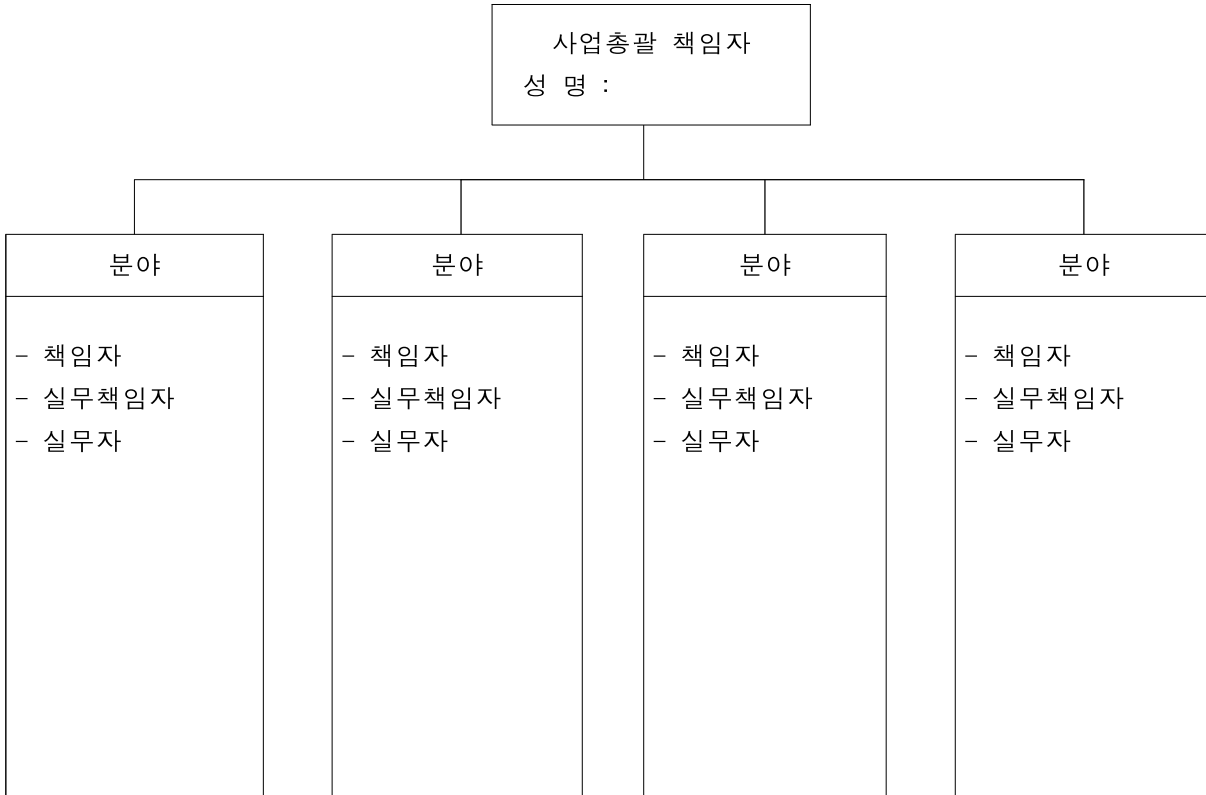 사업총괄 책임자
성 명 :
분야
- 책임자
- 실무책임자
- 실무자
분야
- 책임자
- 실무책임자
- 실무자
분야
- 책임자
- 실무책임자
- 실무자
분야
- 책임자
- 실무책임자
- 실무자